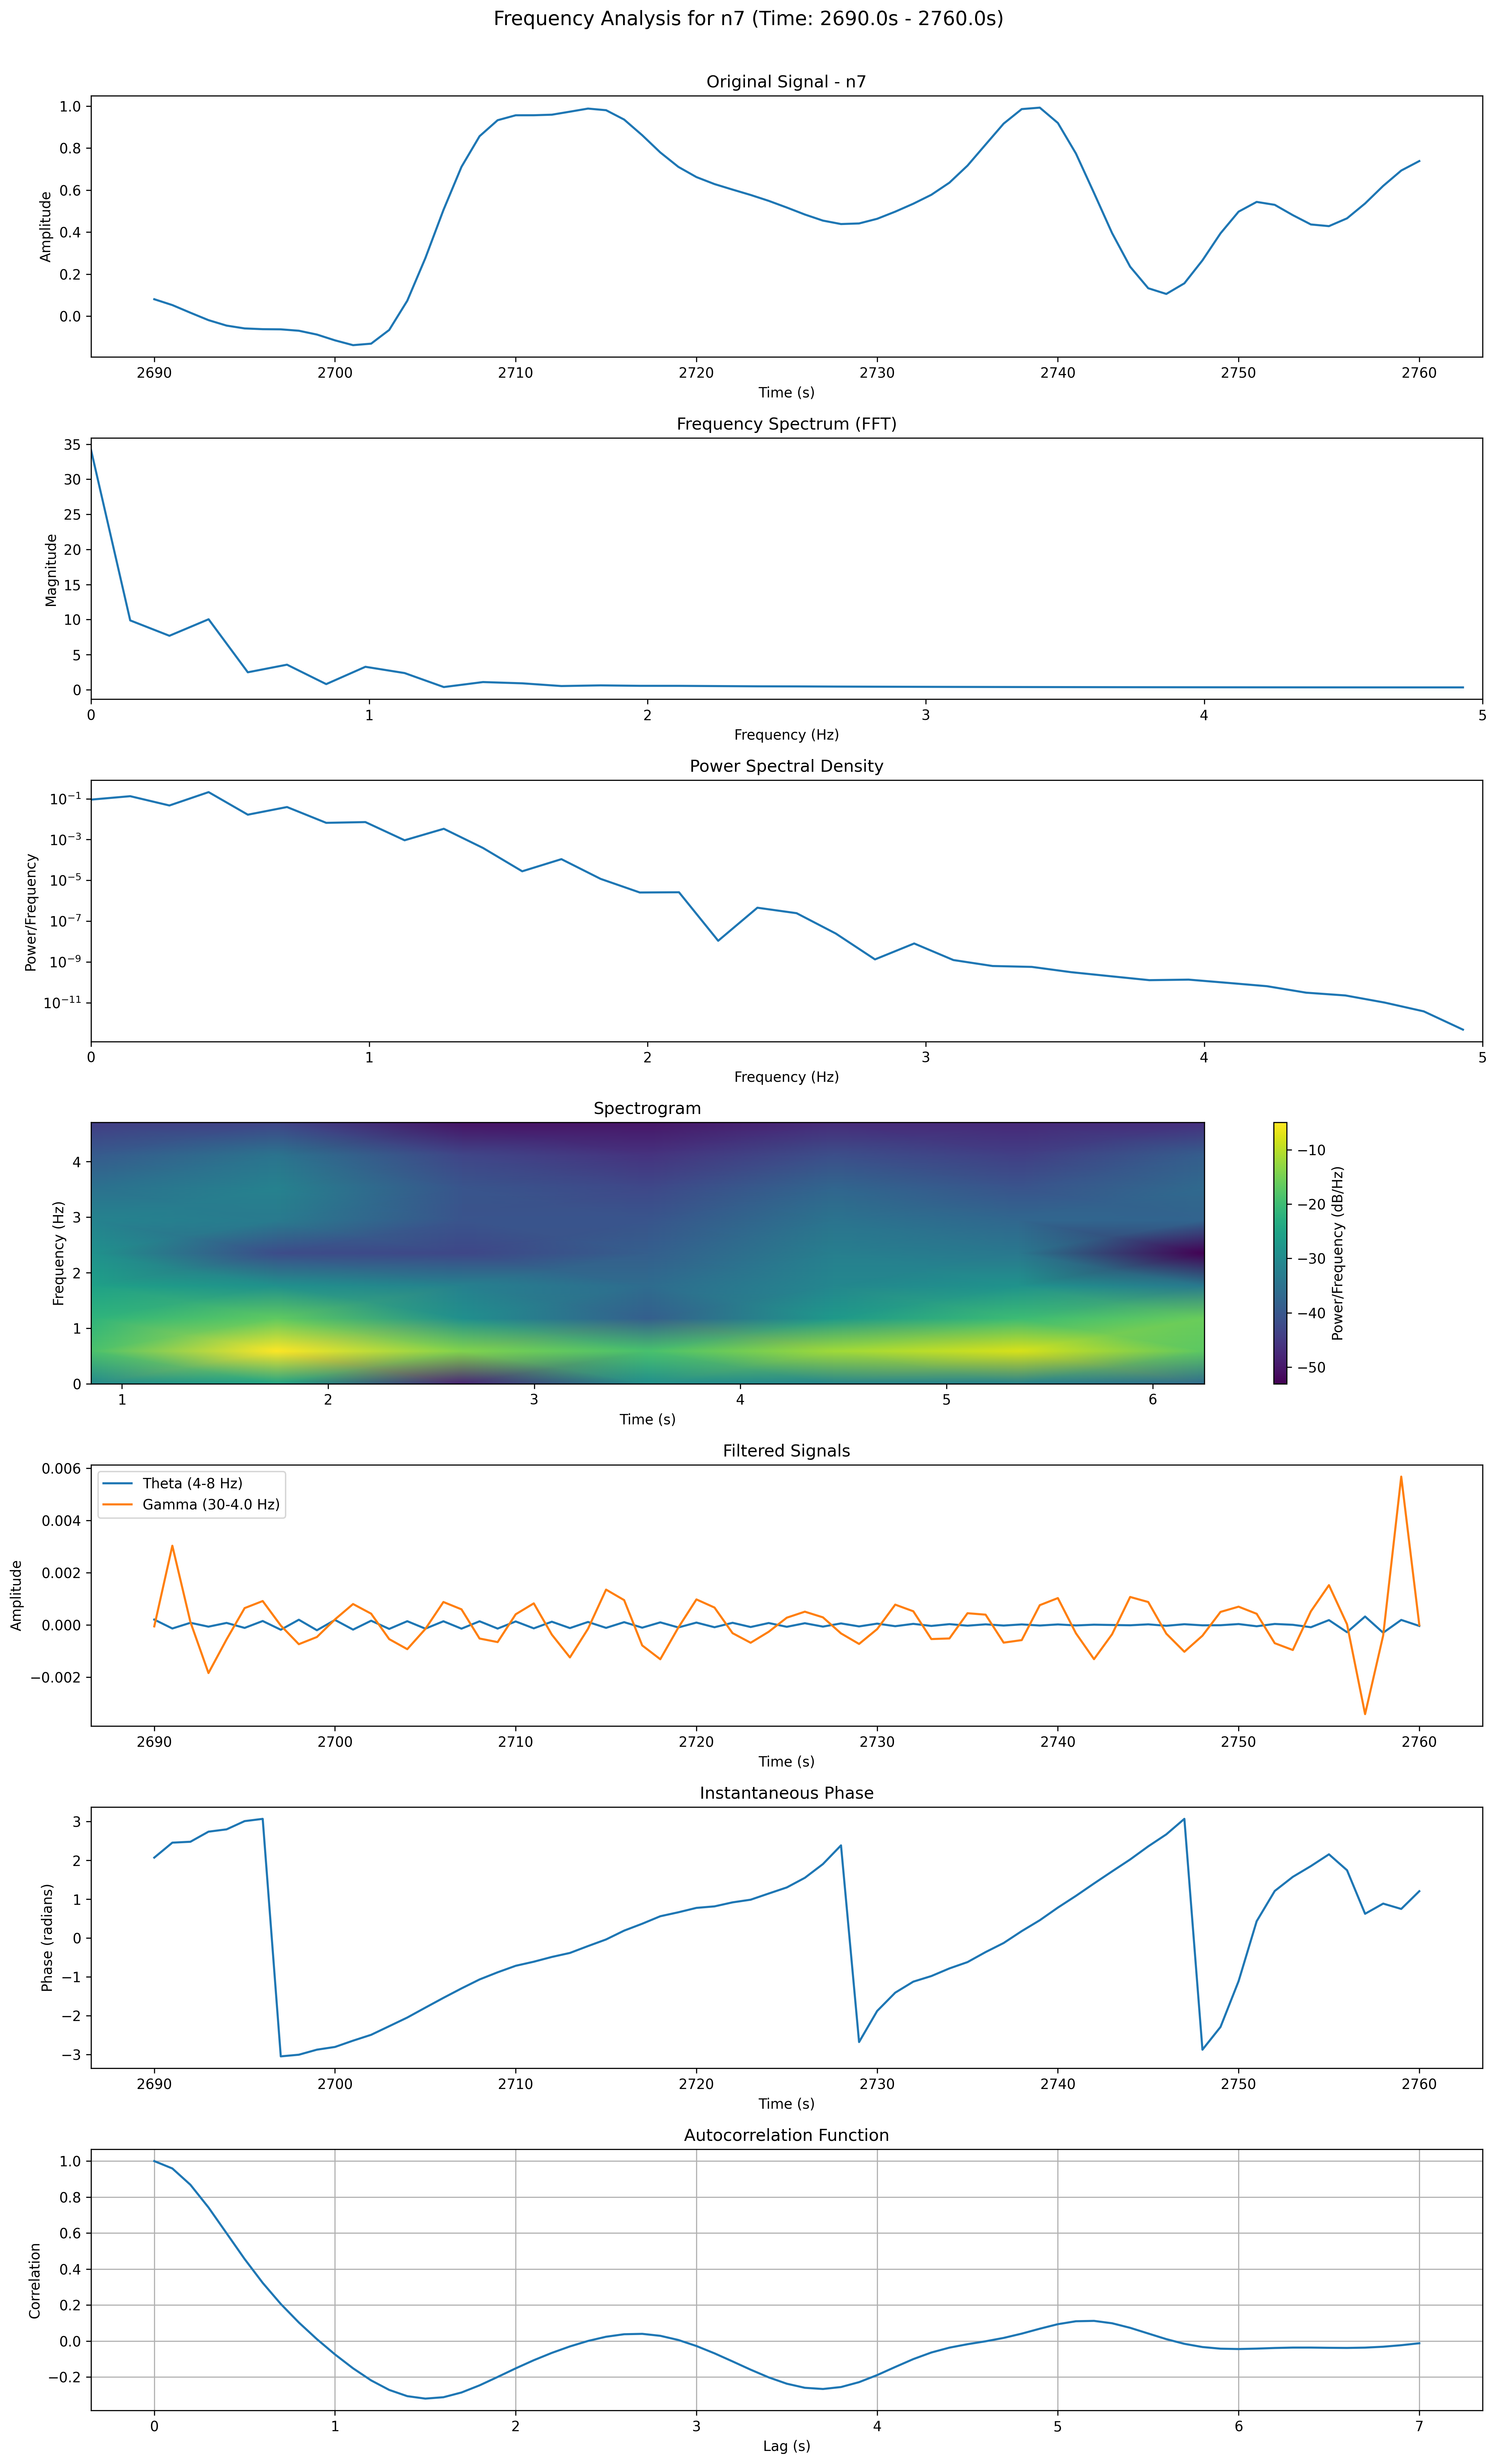 Frequency Analysis for n7 (Time: 2690.0s - 2760.0s)
Original Signal - n7
Amplitude
1.0
0.8
0.6
0.4
0.2
0.0
2690 2700 2710 2720 2730 2740 2750 2760
Time (s)
Frequency Spectrum (FFT)
Magnitude
35
30
25
20
15
10
5
0
0 1 2 3 4 5
Frequency (Hz)
Power Spectral Density
Power/Frequency
10⁻¹
10⁻³
10⁻⁵
10⁻⁷
10⁻⁹
10⁻¹¹
0 1 2 3 4 5
Frequency (Hz)
Spectrogram
Frequency (Hz)
4
3
2
1
0
1 2 3 4 5 6
Time (s)
−10
−20
−30
−40
−50
Power/Frequency (dB/Hz)
Filtered Signals
Theta (4-8 Hz)
Gamma (30-4.0 Hz)
Amplitude
0.006
0.004
0.002
0.000
−0.002
2690 2700 2710 2720 2730 2740 2750 2760
Time (s)
Instantaneous Phase
Phase (radians)
3
2
1
0
−1
−2
−3
2690 2700 2710 2720 2730 2740 2750 2760
Time (s)
Autocorrelation Function
Correlation
1.0
0.8
0.6
0.4
0.2
0.0
−0.2
0 1 2 3 4 5 6 7
Lag (s)